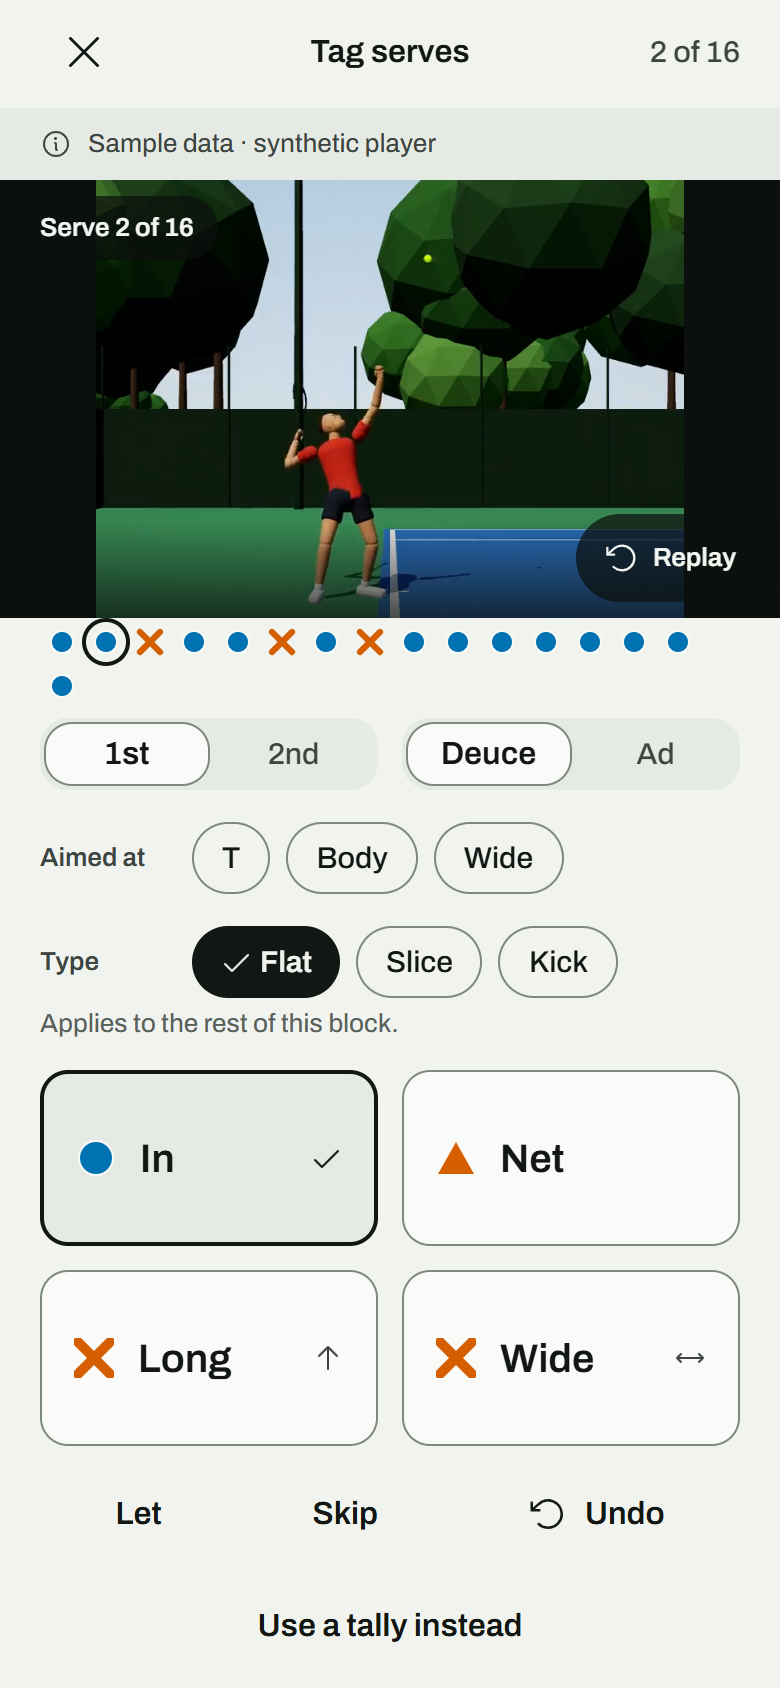 Tag serves
2 of 16
Sample data · synthetic player
Serve 2 of 16
Replay
1st
2nd
Deuce
Ad
Aimed at
T
Body
Wide
Type
Flat
Slice
Kick
Applies to the rest of this block.
In
Net
Long
Wide
Let
Skip
Undo
Use a tally instead